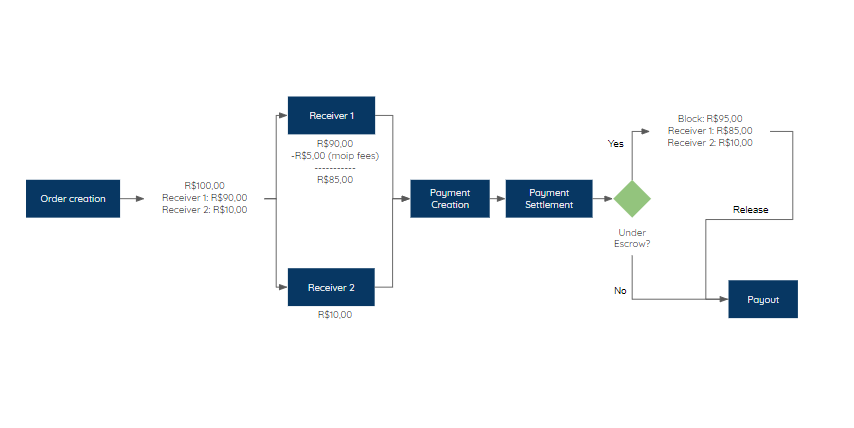 Order creation
R$100,00
Receiver 1: R$90,00
Receiver 2: R$10,00
Receiver 1
R$90,00
-R$5,00 (moip fees)
-----------
R$85,00
Receiver 2
R$10,00
Payment
Creation
Payment
Settlement
Under
Escrow?
Yes
Block: R$95,00
Receiver 1: R$85,00
Receiver 2: R$10,00
Release
No
Payout